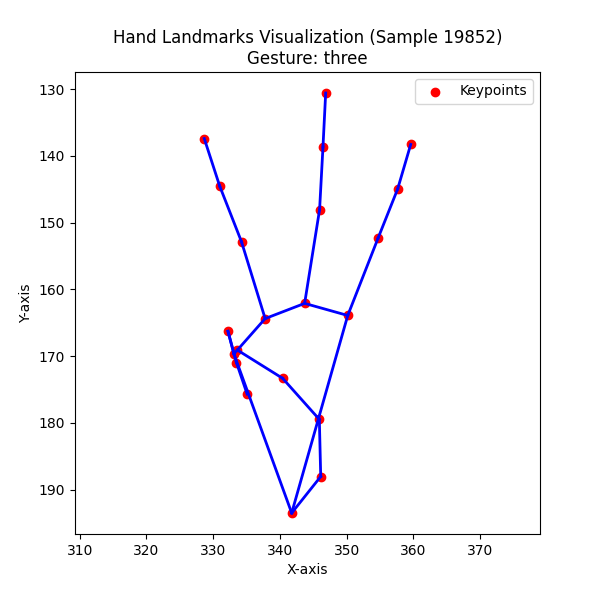 Hand Landmarks Visualization (Sample 19852)
Gesture: three
Keypoints
Y-axis
130
140
150
160
170
180
190
310 320 330 340 350 360 370
X-axis